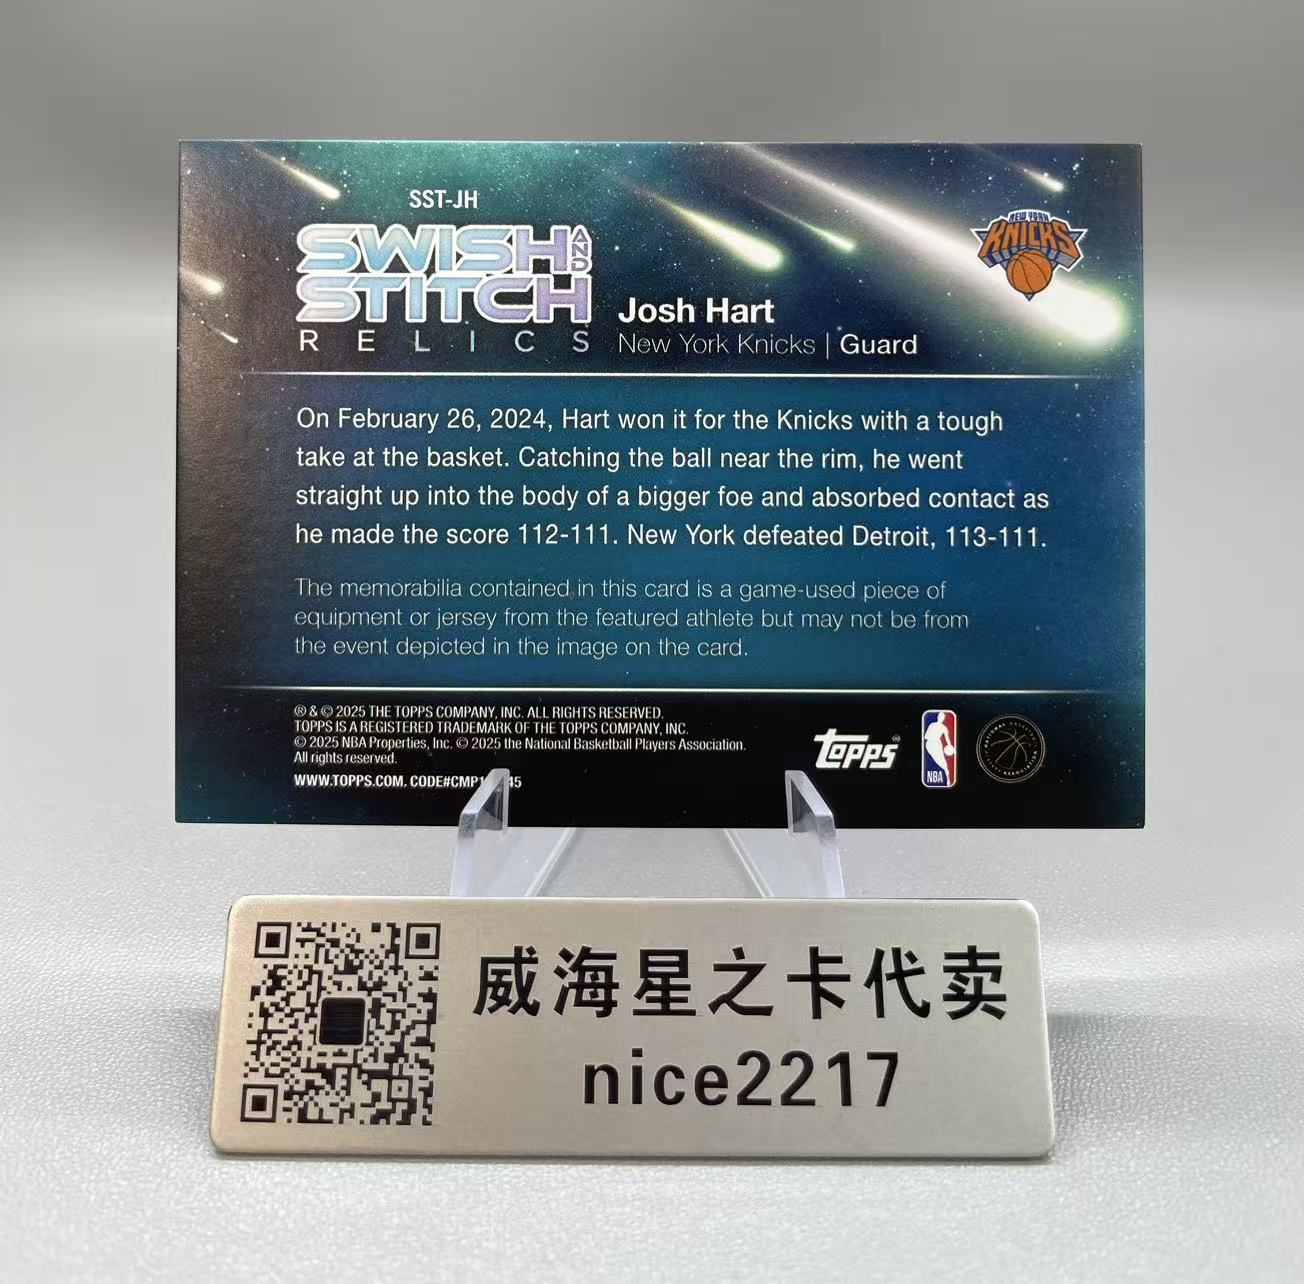 SST-JH
SWISH AND
STITCH
RELICS
NEW YORK
KNICKS
Josh Hart
New York Knicks | Guard
On February 26, 2024, Hart won it for the Knicks with a tough
take at the basket. Catching the ball near the rim, he went
straight up into the body of a bigger foe and absorbed contact as
he made the score 112-111. New York defeated Detroit, 113-111.
The memorabilia contained in this card is a game-used piece of
equipment or jersey from the featured athlete but may not be from
the event depicted in the image on the card.
® & © 2025 THE TOPPS COMPANY, INC. ALL RIGHTS RESERVED.
TOPPS IS A REGISTERED TRADEMARK OF THE TOPPS COMPANY, INC.
© 2025 NBA Properties, Inc. © 2025 the National Basketball Players Association.
All rights reserved.
WWW.TOPPS.COM. CODE#CMP1 45
Topps®
NBA
威海星之卡代卖
nice2217